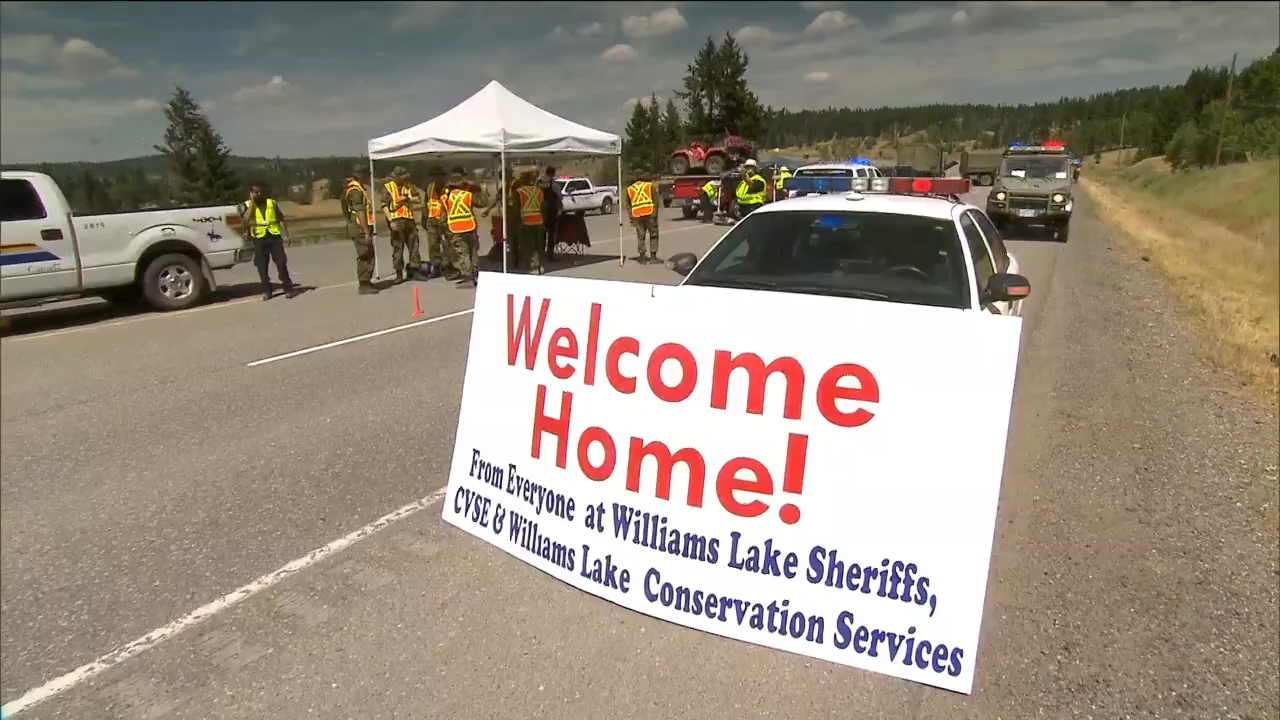 Welcome
Home!
From Everyone at Williams Lake Sheriffs,
CVSE & Williams Lake Conservation Services